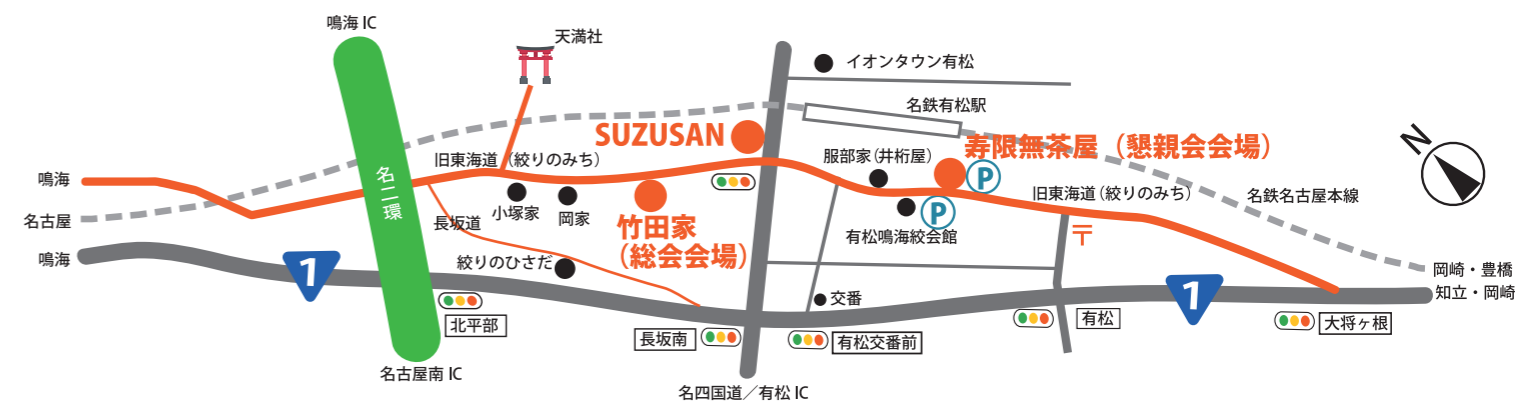 鳴海 IC
天満社
イオンタウン有松
名鉄有松駅
N
SUZUSAN
寿限無茶屋（懇親会会場）
旧東海道（絞りのみち）
服部家（井桁屋）
P
鳴海
名二環
小塚家
岡家
竹田家
（総会会場）
P
旧東海道（絞りのみち）
名鉄名古屋本線
名古屋
長坂道
有松鳴海絞会館
〒
鳴海
絞りのひさだ
岡崎・豊橋
1
知立・岡崎
1
交番
北平部
長坂南
有松交番前
有松
大将ヶ根
名古屋南 IC
名四国道／有松 IC